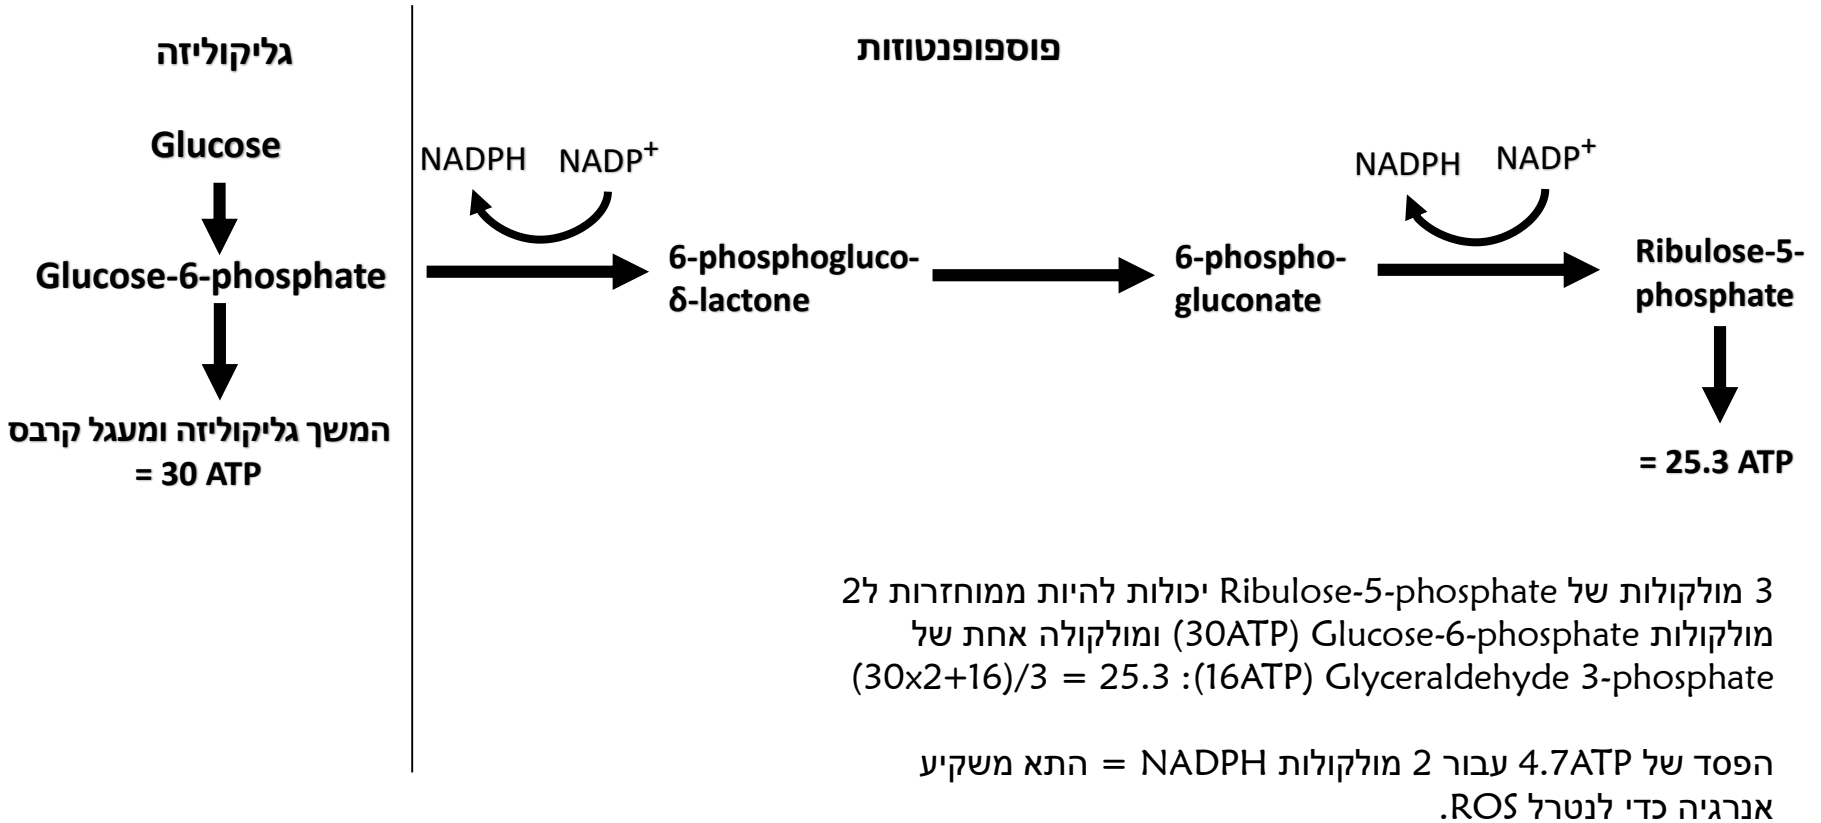 גליקוליזה
פוספופנטוזות
Glucose
NADPH NADP⁺
NADPH NADP⁺
Glucose-6-phosphate
6-phosphogluco-
δ-lactone
6-phospho-
gluconate
Ribulose-5-
phosphate
המשך גליקוליזה ומעגל קרבס
= 30 ATP
= 25.3 ATP
3 מולקולות של Ribulose-5-phosphate יכולות להיות ממוחזרות ל2
מולקולות Glucose-6-phosphate (30ATP) ומולקולה אחת של
Glyceraldehyde 3-phosphate (16ATP): (30x2+16)/3 = 25.3
הפסד של 4.7ATP עבור 2 מולקולות NADPH = התא משקיע
אנרגיה כדי לנטרל ROS.